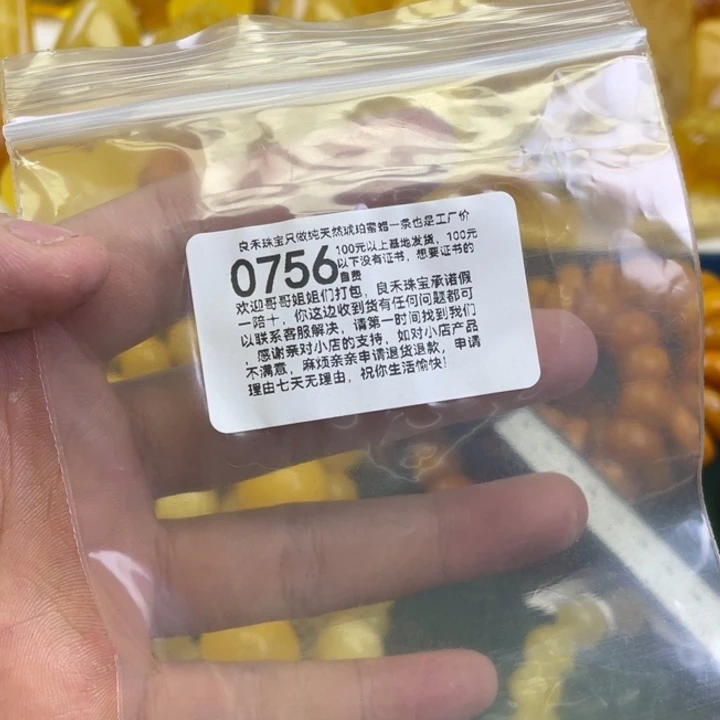 良禾珠宝只做纯天然琥珀蜜蜡一条也是工厂价
0756
100元以上基地发货，100元
以下没有证书，想要证书的
自费
欢迎哥哥姐姐们打包，良禾珠宝承诺假
一赔十，你这边收到货有任何问题都可
以联系客服解决，请第一时间找到我们
，感谢亲对小店的支持，如对小店产品
不满意，麻烦亲亲申请退货退款，申请
理由七天无理由，祝你生活愉快！